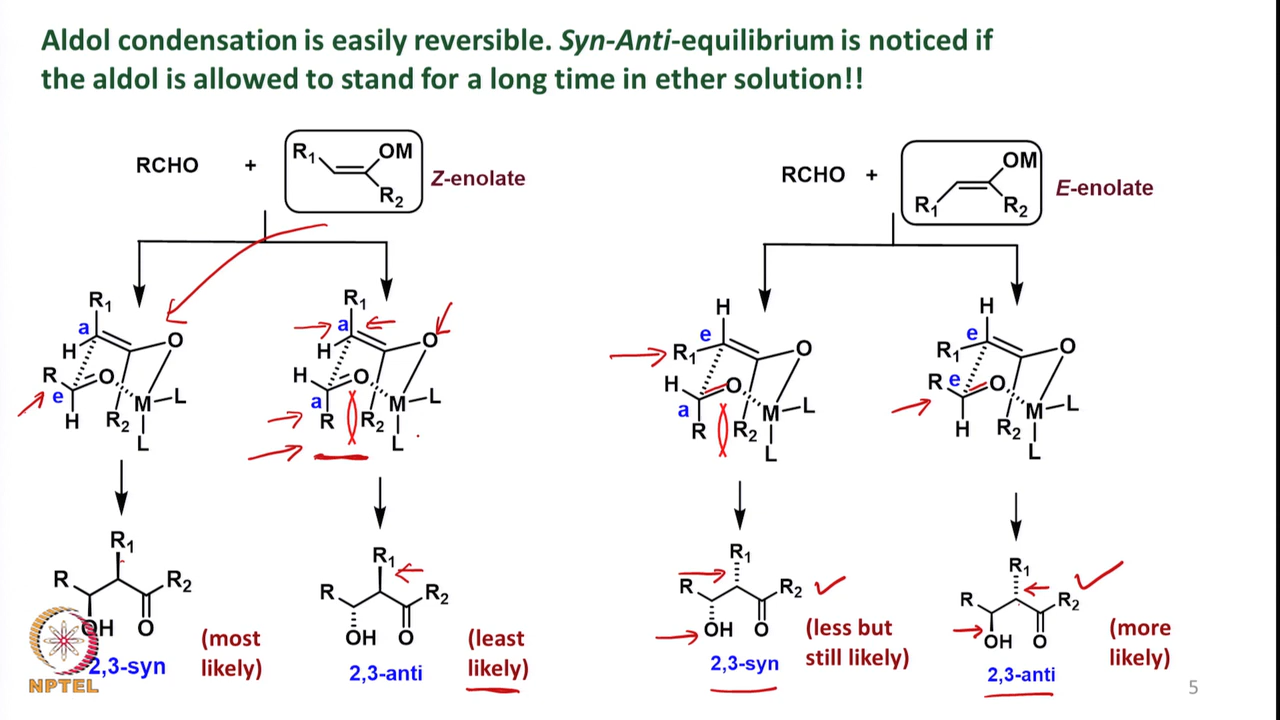 Aldol condensation is easily reversible. Syn-Anti-equilibrium is noticed if
the aldol is allowed to stand for a long time in ether solution!!
RCHO + R₁ OM R₂ Z-enolate
RCHO + OM R₁ R₂ E-enolate
R₁ a H O R e O H R₂ M L L
R₁ a H O H a O R R₂ M L L
H e R₁ O H a O R R₂ M L L
H e R₁ O R e O H R₂ M L L
R₁ R R₂ OH O
2,3-syn
(most
likely)
R₁ R R₂ OH O
2,3-anti
(least
likely)
R₁ R R₂ OH O
2,3-syn
(less but
still likely)
R₁ R R₂ OH O
2,3-anti
(more
likely)
NPTEL
5